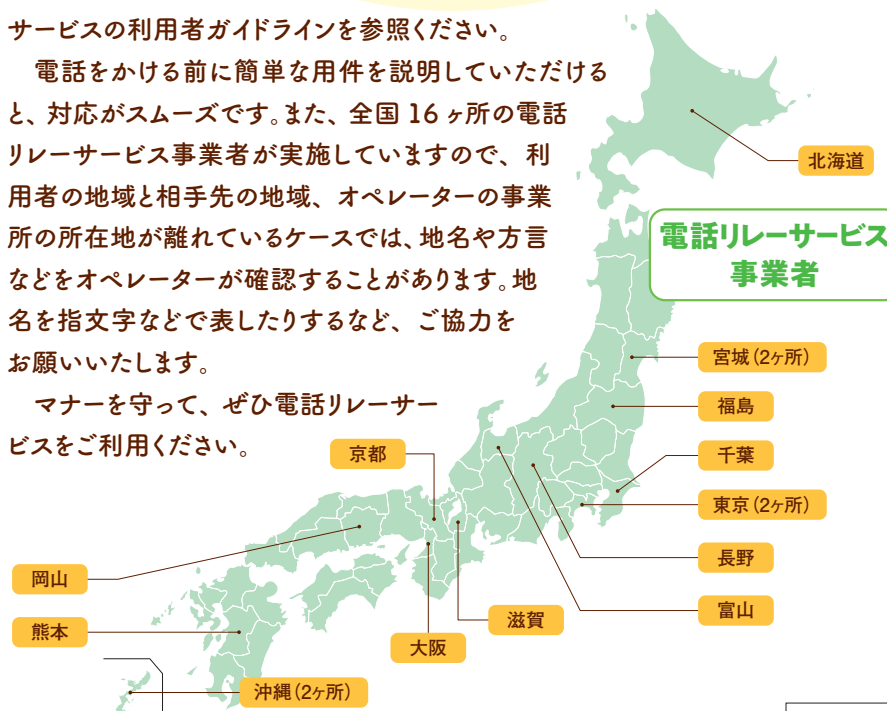 サービスの利用者ガイドラインを参照ください。
電話をかける前に簡単な用件を説明していただける
と、対応がスムーズです。また、全国 16 ヶ所の電話
リレーサービス事業者が実施していますので、利
用者の地域と相手先の地域、オペレーターの事業
所の所在地が離れているケースでは、地名や方言
などをオペレーターが確認することがあります。地
名を指文字などで表したりするなど、ご協力を
お願いいたします。
マナーを守って、ぜひ電話リレーサー
ビスをご利用ください。
北海道
電話リレーサービス
事業者
宮城(2ヶ所)
福島
京都
千葉
東京(2ヶ所)
長野
岡山
富山
滋賀
熊本
大阪
沖縄(2ヶ所)